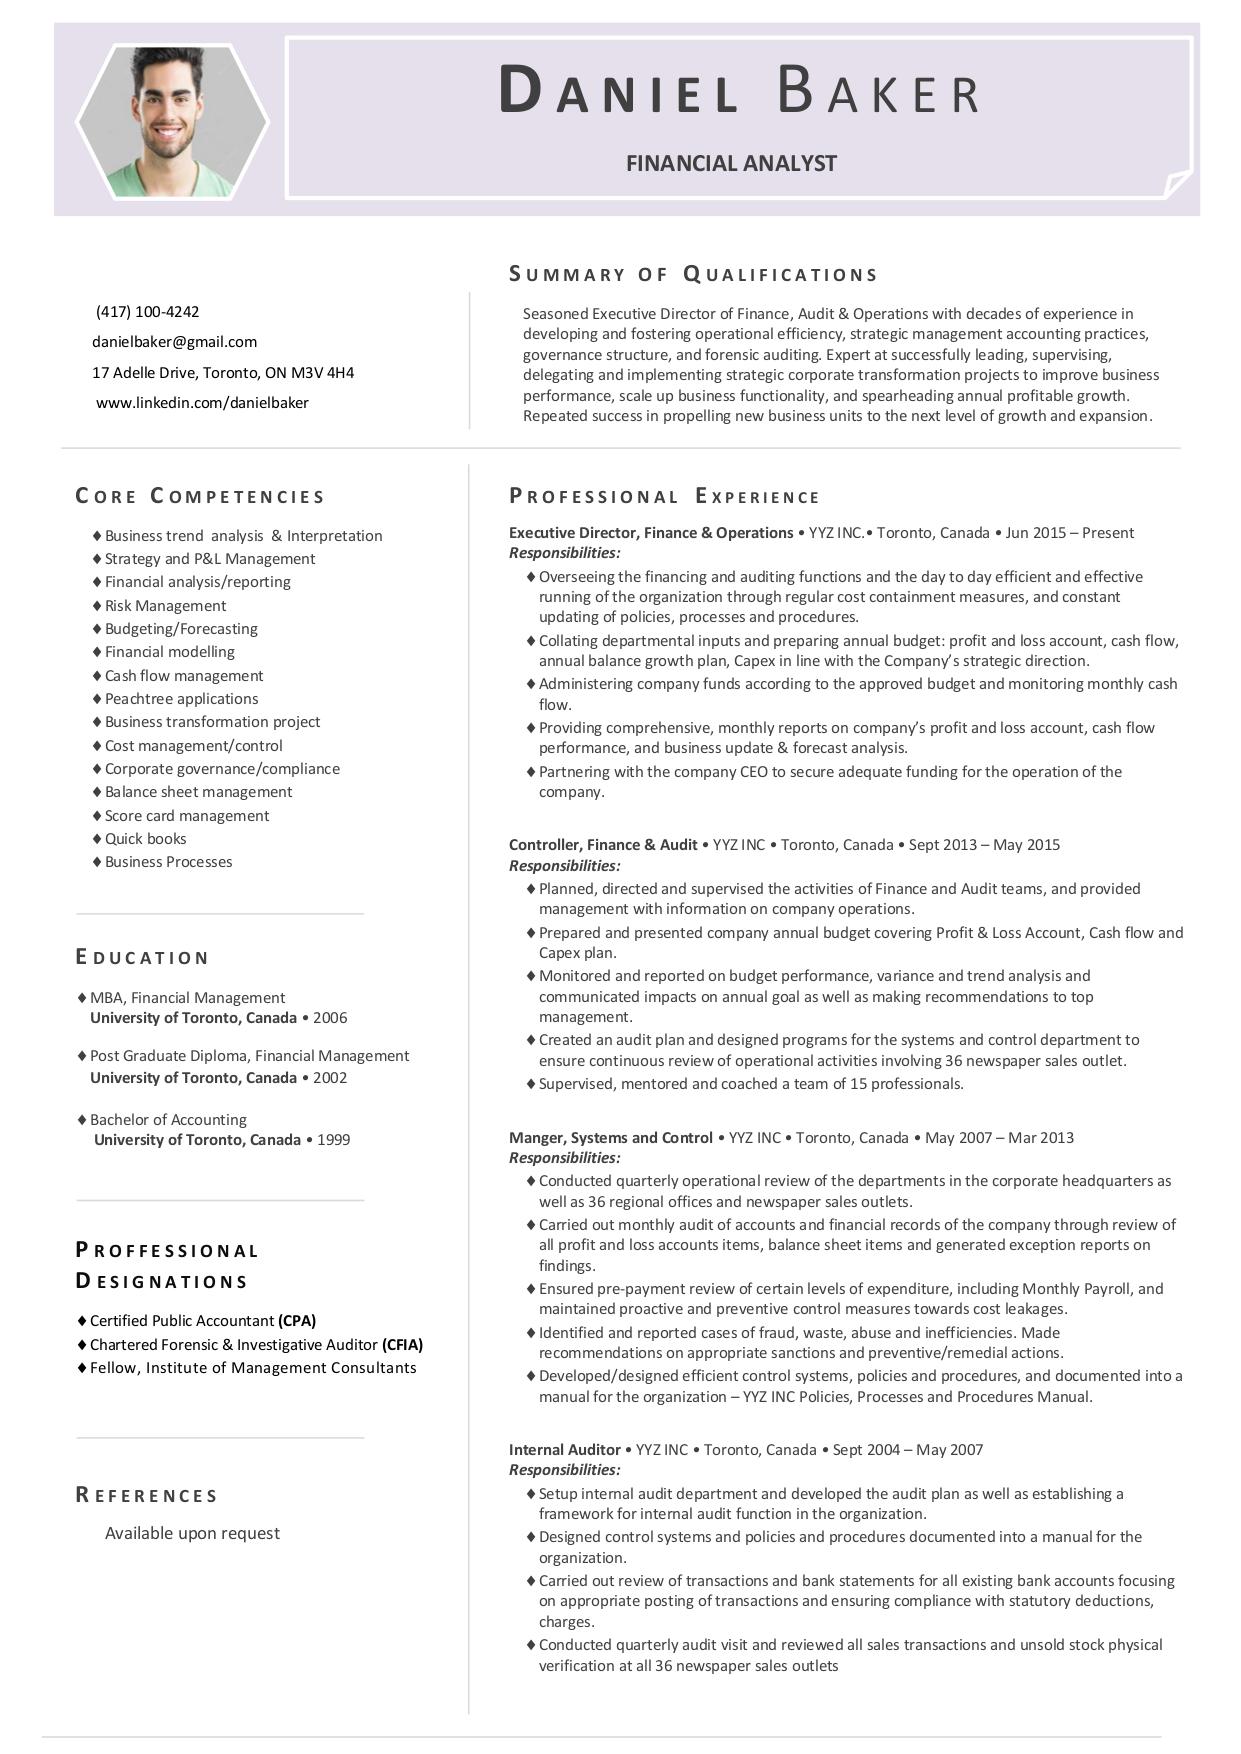 DANIEL BAKER
FINANCIAL ANALYST
(417) 100-4242
danielbaker@gmail.com
17 Adelle Drive, Toronto, ON M3V 4H4
www.linkedin.com/danielbaker
SUMMARY OF QUALIFICATIONS
Seasoned Executive Director of Finance, Audit & Operations with decades of experience in
developing and fostering operational efficiency, strategic management accounting practices,
governance structure, and forensic auditing. Expert at successfully leading, supervising,
delegating and implementing strategic corporate transformation projects to improve business
performance, scale up business functionality, and spearheading annual profitable growth.
Repeated success in propelling new business units to the next level of growth and expansion.
CORE COMPETENCIES
♦Business trend analysis & Interpretation
♦Strategy and P&L Management
♦Financial analysis/reporting
♦Risk Management
♦Budgeting/Forecasting
♦Financial modelling
♦Cash flow management
♦Peachtree applications
♦Business transformation project
♦Cost management/control
♦Corporate governance/compliance
♦Balance sheet management
♦Score card management
♦Quick books
♦Business Processes
EDUCATION
♦MBA, Financial Management
University of Toronto, Canada • 2006
♦Post Graduate Diploma, Financial Management
University of Toronto, Canada • 2002
♦Bachelor of Accounting
University of Toronto, Canada • 1999
PROFFESSIONAL
DESIGNATIONS
♦Certified Public Accountant (CPA)
♦Chartered Forensic & Investigative Auditor (CFIA)
♦Fellow, Institute of Management Consultants
REFERENCES
Available upon request
PROFESSIONAL EXPERIENCE
Executive Director, Finance & Operations • YYZ INC.• Toronto, Canada • Jun 2015 – Present
Responsibilities:
♦Overseeing the financing and auditing functions and the day to day efficient and effective
running of the organization through regular cost containment measures, and constant
updating of policies, processes and procedures.
♦Collating departmental inputs and preparing annual budget: profit and loss account, cash flow,
annual balance growth plan, Capex in line with the Company’s strategic direction.
♦Administering company funds according to the approved budget and monitoring monthly cash
flow.
♦Providing comprehensive, monthly reports on company’s profit and loss account, cash flow
performance, and business update & forecast analysis.
♦Partnering with the company CEO to secure adequate funding for the operation of the
company.
Controller, Finance & Audit • YYZ INC • Toronto, Canada • Sept 2013 – May 2015
Responsibilities:
♦Planned, directed and supervised the activities of Finance and Audit teams, and provided
management with information on company operations.
♦Prepared and presented company annual budget covering Profit & Loss Account, Cash flow and
Capex plan.
♦Monitored and reported on budget performance, variance and trend analysis and
communicated impacts on annual goal as well as making recommendations to top
management.
♦Created an audit plan and designed programs for the systems and control department to
ensure continuous review of operational activities involving 36 newspaper sales outlet.
♦Supervised, mentored and coached a team of 15 professionals.
Manger, Systems and Control • YYZ INC • Toronto, Canada • May 2007 – Mar 2013
Responsibilities:
♦Conducted quarterly operational review of the departments in the corporate headquarters as
well as 36 regional offices and newspaper sales outlets.
♦Carried out monthly audit of accounts and financial records of the company through review of
all profit and loss accounts items, balance sheet items and generated exception reports on
findings.
♦Ensured pre-payment review of certain levels of expenditure, including Monthly Payroll, and
maintained proactive and preventive control measures towards cost leakages.
♦Identified and reported cases of fraud, waste, abuse and inefficiencies. Made
recommendations on appropriate sanctions and preventive/remedial actions.
♦Developed/designed efficient control systems, policies and procedures, and documented into a
manual for the organization – YYZ INC Policies, Processes and Procedures Manual.
Internal Auditor • YYZ INC • Toronto, Canada • Sept 2004 – May 2007
Responsibilities:
♦Setup internal audit department and developed the audit plan as well as establishing a
framework for internal audit function in the organization.
♦Designed control systems and policies and procedures documented into a manual for the
organization.
♦Carried out review of transactions and bank statements for all existing bank accounts focusing
on appropriate posting of transactions and ensuring compliance with statutory deductions,
charges.
♦Conducted quarterly audit visit and reviewed all sales transactions and unsold stock physical
verification at all 36 newspaper sales outlets